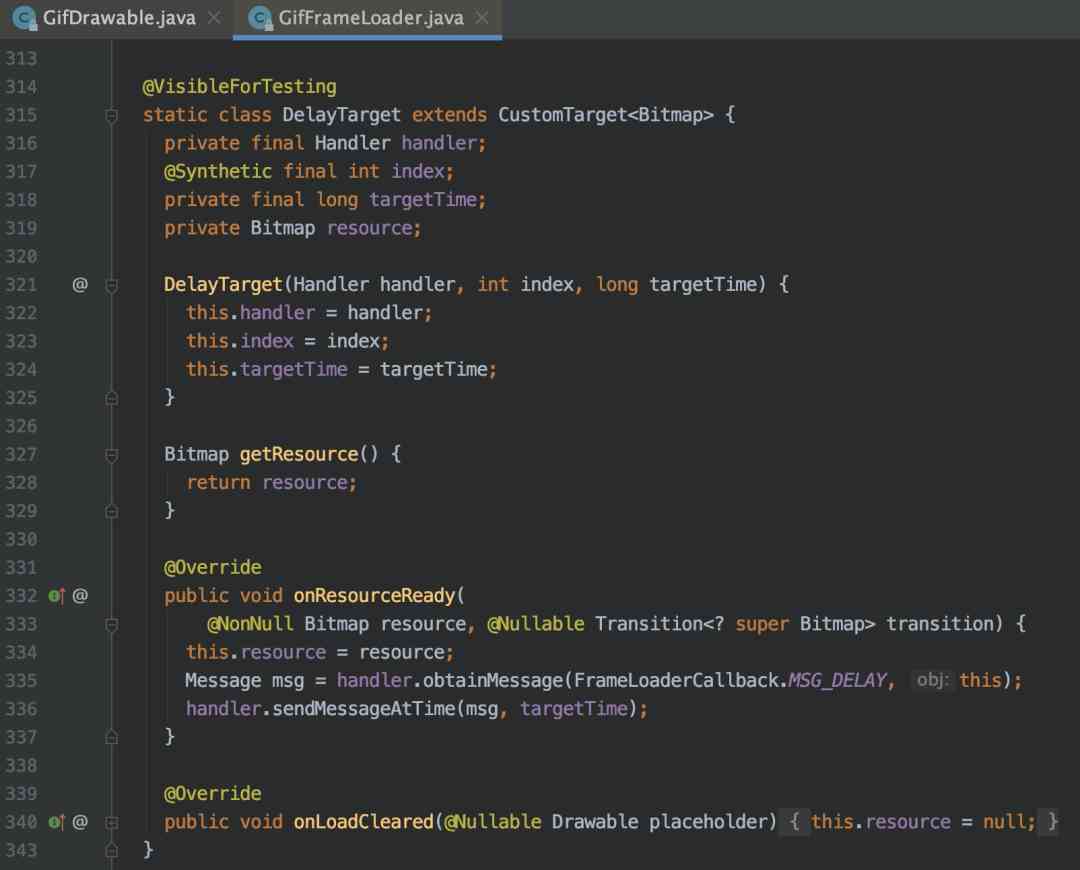 GifDrawable.java × GifFrameLoader.java ×
313
314 @VisibleForTesting
315 static class DelayTarget extends CustomTarget<Bitmap> {
316 private final Handler handler;
317 @Synthetic final int index;
318 private final long targetTime;
319 private Bitmap resource;
320
321 @ DelayTarget(Handler handler, int index, long targetTime) {
322 this.handler = handler;
323 this.index = index;
324 this.targetTime = targetTime;
325 }
326
327 Bitmap getResource() {
328 return resource;
329 }
330
331 @Override
332 @ public void onResourceReady(
333 @NonNull Bitmap resource, @Nullable Transition<? super Bitmap> transition) {
334 this.resource = resource;
335 Message msg = handler.obtainMessage(FrameLoaderCallback.MSG_DELAY, obj: this);
336 handler.sendMessageAtTime(msg, targetTime);
337 }
338
339 @Override
340 @ public void onLoadCleared(@Nullable Drawable placeholder) { this.resource = null; }
343 }